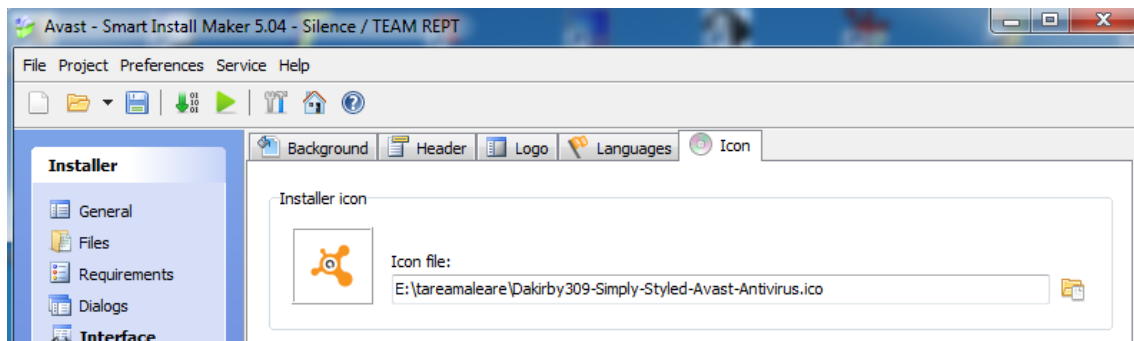 Avast - Smart Install Maker 5.04 - Silence / TEAM REPT
File Project Preferences Service Help
Background Header Logo Languages Icon
Installer
General
Files
Requirements
Dialogs
Interface
Installer icon
Icon file:
E:\tareamaleare\Dakirby309-Simply-Styled-Avast-Antivirus.ico